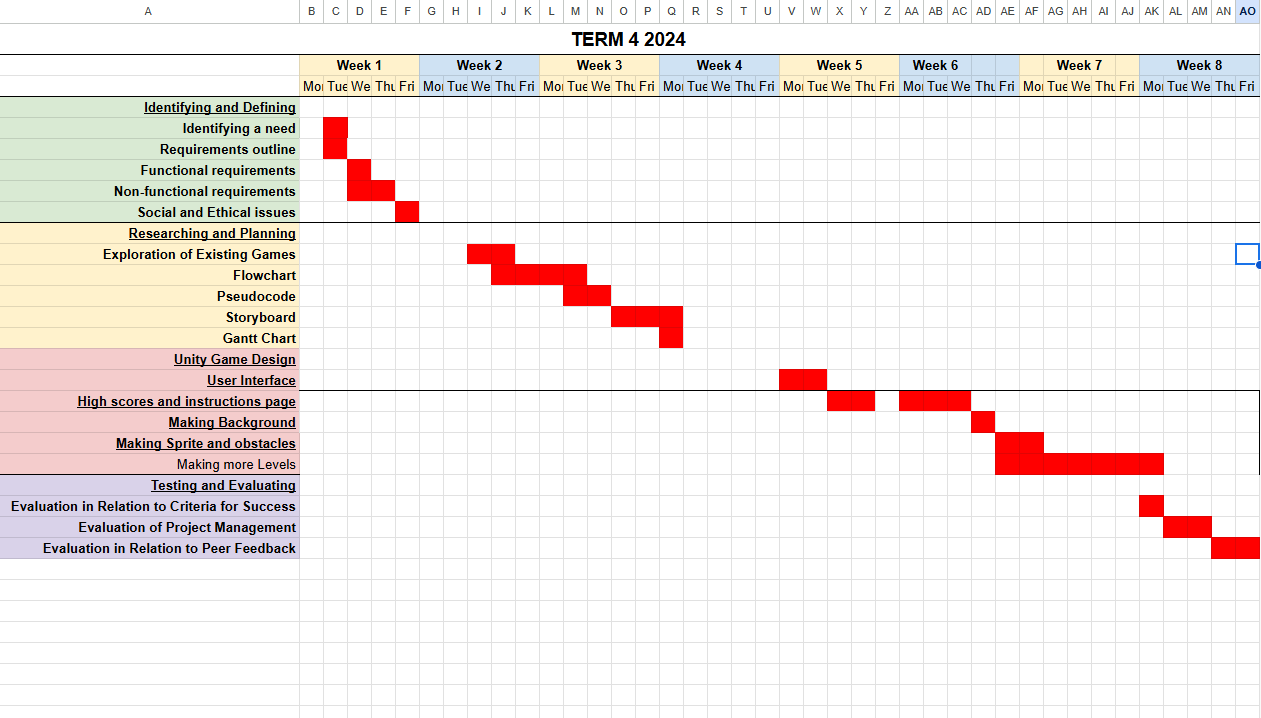 A B C D E F G H I J K L M N O P Q R S T U V W X Y Z AA AB AC AD AE AF AG AH AI AJ AK AL AM AN AO
TERM 4 2024
Week 1 Week 2 Week 3 Week 4 Week 5 Week 6 Week 7 Week 8
Mo Tue We Thu Fri Mo Tue We Thu Fri Mo Tue We Thu Fri Mo Tue We Thu Fri Mo Tue We Thu Fri Mo Tue We Thu Fri Mo Tue We Thu Fri Mo Tue We Thu Fri
Identifying and Defining
Identifying a need
Requirements outline
Functional requirements
Non-functional requirements
Social and Ethical issues
Researching and Planning
Exploration of Existing Games
Flowchart
Pseudocode
Storyboard
Gantt Chart
Unity Game Design
User Interface
High scores and instructions page
Making Background
Making Sprite and obstacles
Making more Levels
Testing and Evaluating
Evaluation in Relation to Criteria for Success
Evaluation of Project Management
Evaluation in Relation to Peer Feedback